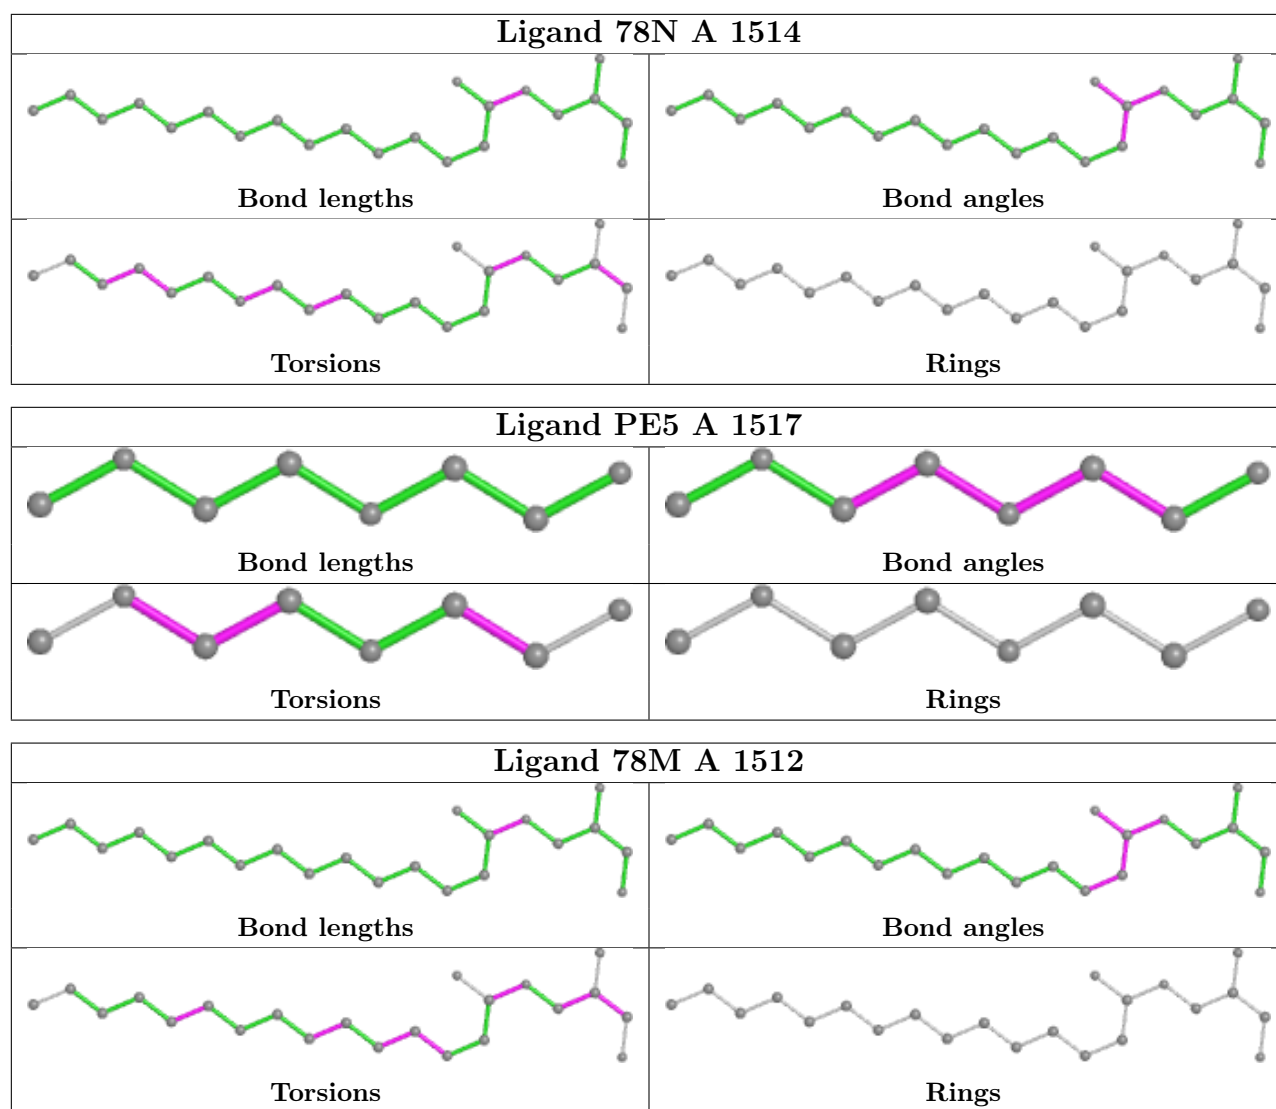 Ligand 78N A 1514
Bond lengths
Bond angles
Torsions
Rings
Ligand PE5 A 1517
Bond lengths
Bond angles
Torsions
Rings
Ligand 78M A 1512
Bond lengths
Bond angles
Torsions
Rings